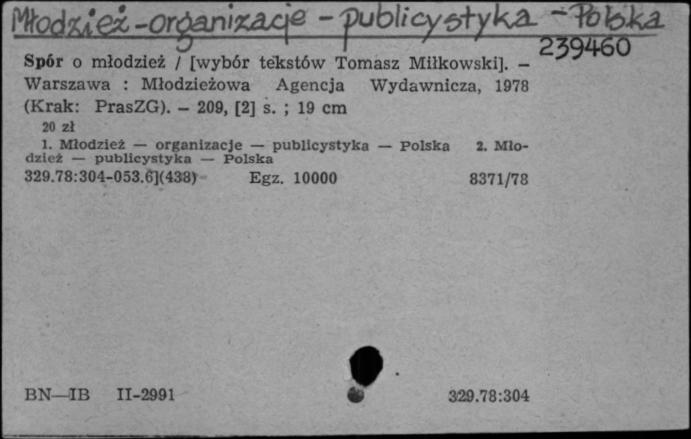 Młodzież-organizacje - publicystyka - Polska
239460
Spór o młodzież / [wybór tekstów Tomasz Miłkowski]. —
Warszawa : Młodzieżowa Agencja Wydawnicza, 1978
(Krak: PrasZG). — 209, [2] s. ; 19 cm
20 zł
1. Młodzież — organizacje — publicystyka — Polska 2. Mło-
dzież — publicystyka — Polska
329.78:304-053.6](438) Egz. 10000 8371/78
BN—IB II-2991 329.78:304